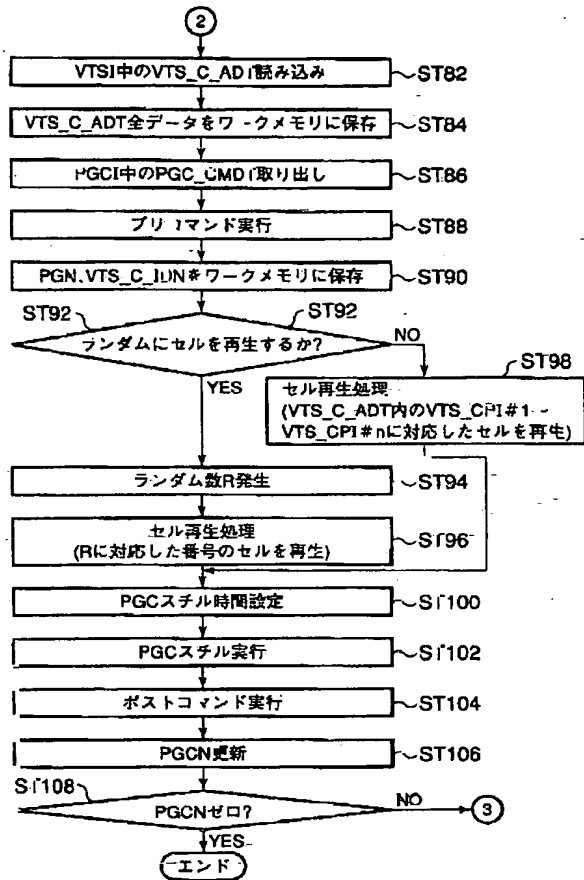 2
VTSI中のVTS_C_ADT読み込み
ST82
VTS_C_ADT全データをワークメモリに保存
ST84
PGCI中のPGC_CMDT取り出し
ST86
プリコマンド実行
ST88
PGN、VTS_C_IDNをワークメモリに保存
ST90
ST92
ST92
ランダムにセルを再生するか?
NO
YES
ST98
セル再生処理
(VTS_C_ADT内のVTS_CPI#1~
VTS_CPI#nに対応したセルを再生)
ランダム数R発生
ST94
セル再生処理
(Rに対応した番号のセルを再生)
ST96
PGCスチル時間設定
ST100
PGCスチル実行
ST102
ポストコマンド実行
ST104
PGCN更新
ST106
ST108
PGCNゼロ?
NO
3
YES
エンド